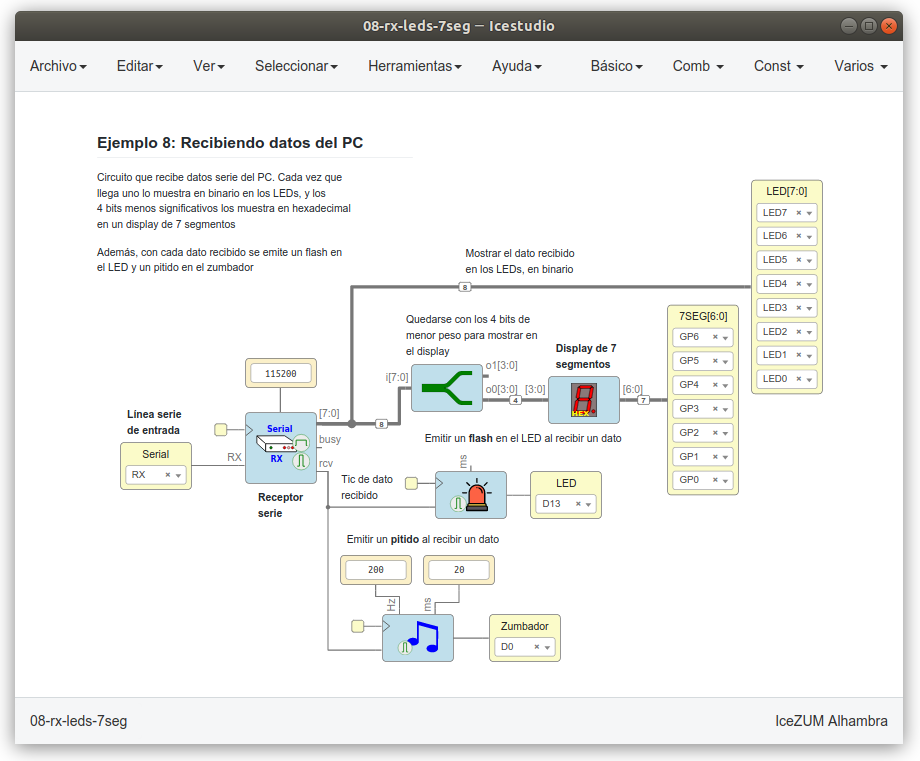 08-rx-leds-7seg — Icestudio
Archivo Editar Ver Seleccionar Herramientas Ayuda Básico Comb Const Varios
Ejemplo 8: Recibiendo datos del PC
Circuito que recibe datos serie del PC. Cada vez que
llega uno lo muestra en binario en los LEDs, y los
4 bits menos significativos los muestra en hexadecimal
en un display de 7 segmentos
Además, con cada dato recibido se emite un flash en
el LED y un pitido en el zumbador
Mostrar el dato recibido
en los LEDs, en binario
8
LED[7:0]
LED7
LED6
LED5
LED4
LED3
LED2
LED1
LED0
Quedarse con los 4 bits de
menor peso para mostrar en
el display
i[7:0]
o1[3:0]
o0[3:0]
4
Display de 7
segmentos
[3:0]
HEX
[6:0]
7
7SEG[6:0]
GP6
GP5
GP4
GP3
GP2
GP1
GP0
115200
Línea serie
de entrada
Serial
RX
RX
Serial
RX
[7:0]
8
busy
rcv
Receptor
serie
Emitir un flash en el LED al recibir un dato
Tic de dato
recibido
ms
LED
D13
Emitir un pitido al recibir un dato
200
20
Hz
ms
Zumbador
D0
08-rx-leds-7seg
IceZUM Alhambra